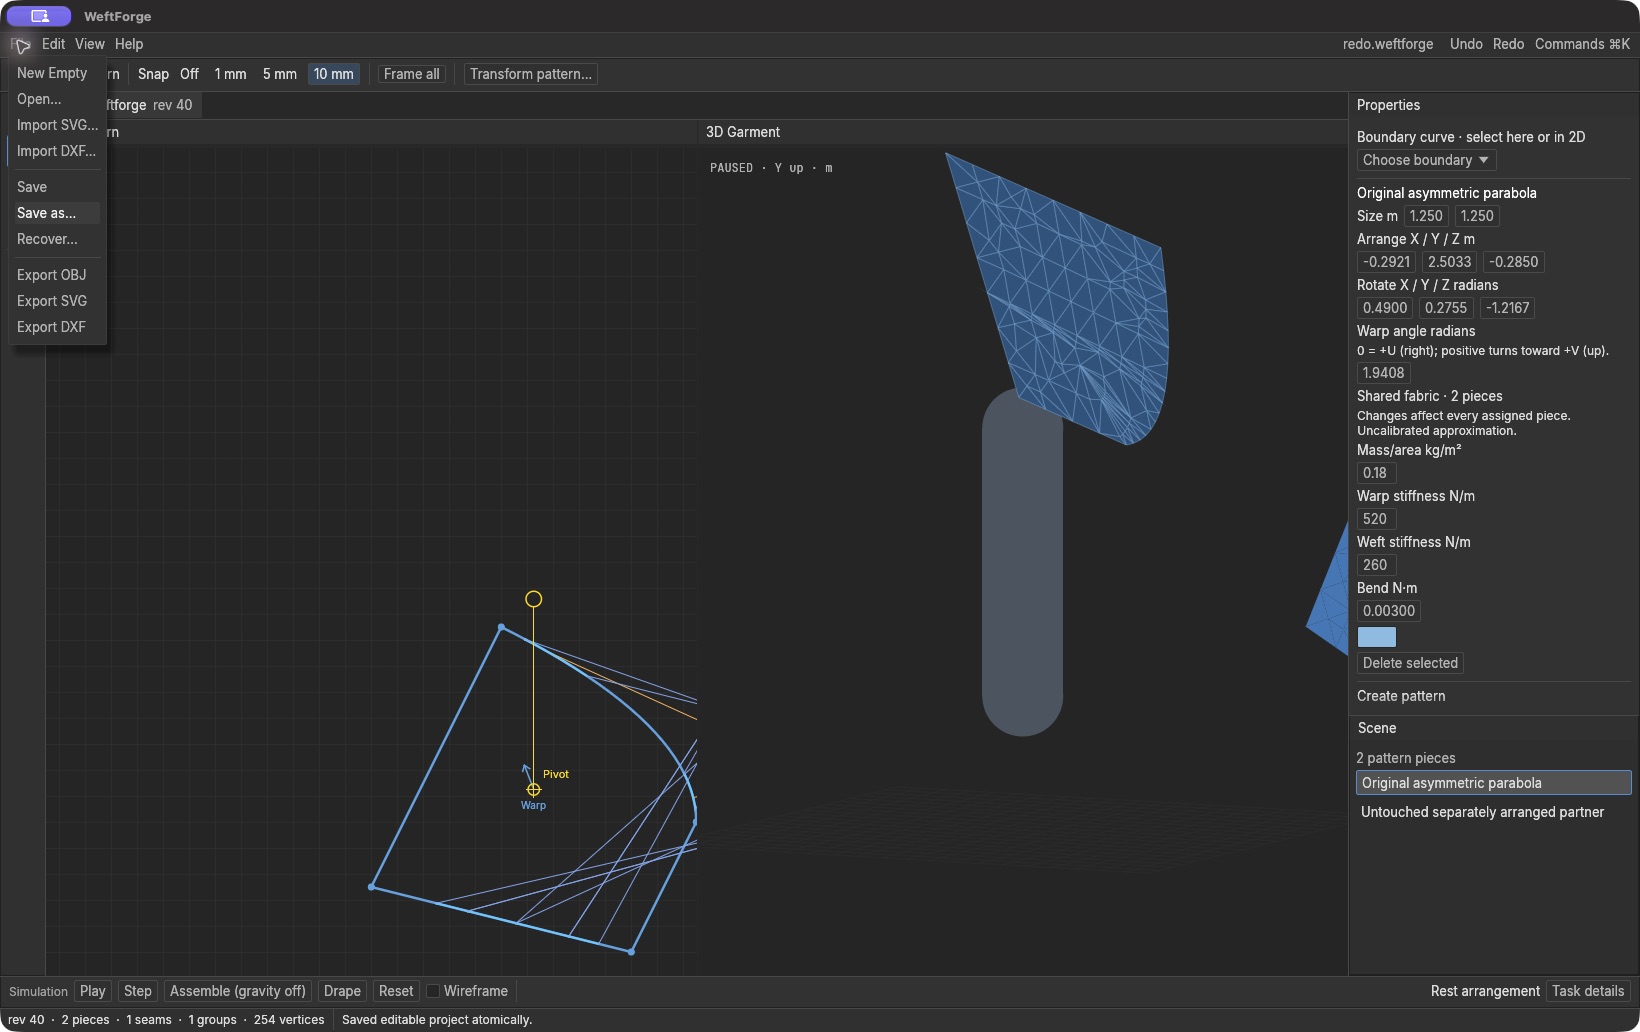 WeftForge
Edit View Help
redo.weftforge Undo Redo Commands ⌘K
New Empty
Open...
Import SVG...
Import DXF...
Save
Save as...
Recover...
Export OBJ
Export SVG
Export DXF
rn Snap Off 1 mm 5 mm 10 mm Frame all Transform pattern...
ftforge rev 40
rn
3D Garment
PAUSED · Y up · m
Pivot
Warp
Properties
Boundary curve · select here or in 2D
Choose boundary
Original asymmetric parabola
Size m 1.250 1.250
Arrange X / Y / Z m
-0.2921 2.5033 -0.2850
Rotate X / Y / Z radians
0.4900 0.2755 -1.2167
Warp angle radians
0 = +U (right); positive turns toward +V (up).
1.9408
Shared fabric · 2 pieces
Changes affect every assigned piece.
Uncalibrated approximation.
Mass/area kg/m²
0.18
Warp stiffness N/m
520
Weft stiffness N/m
260
Bend N·m
0.00300
Delete selected
Create pattern
Scene
2 pattern pieces
Original asymmetric parabola
Untouched separately arranged partner
Simulation Play Step Assemble (gravity off) Drape Reset Wireframe
Rest arrangement Task details
rev 40 · 2 pieces · 1 seams · 1 groups · 254 vertices Saved editable project atomically.